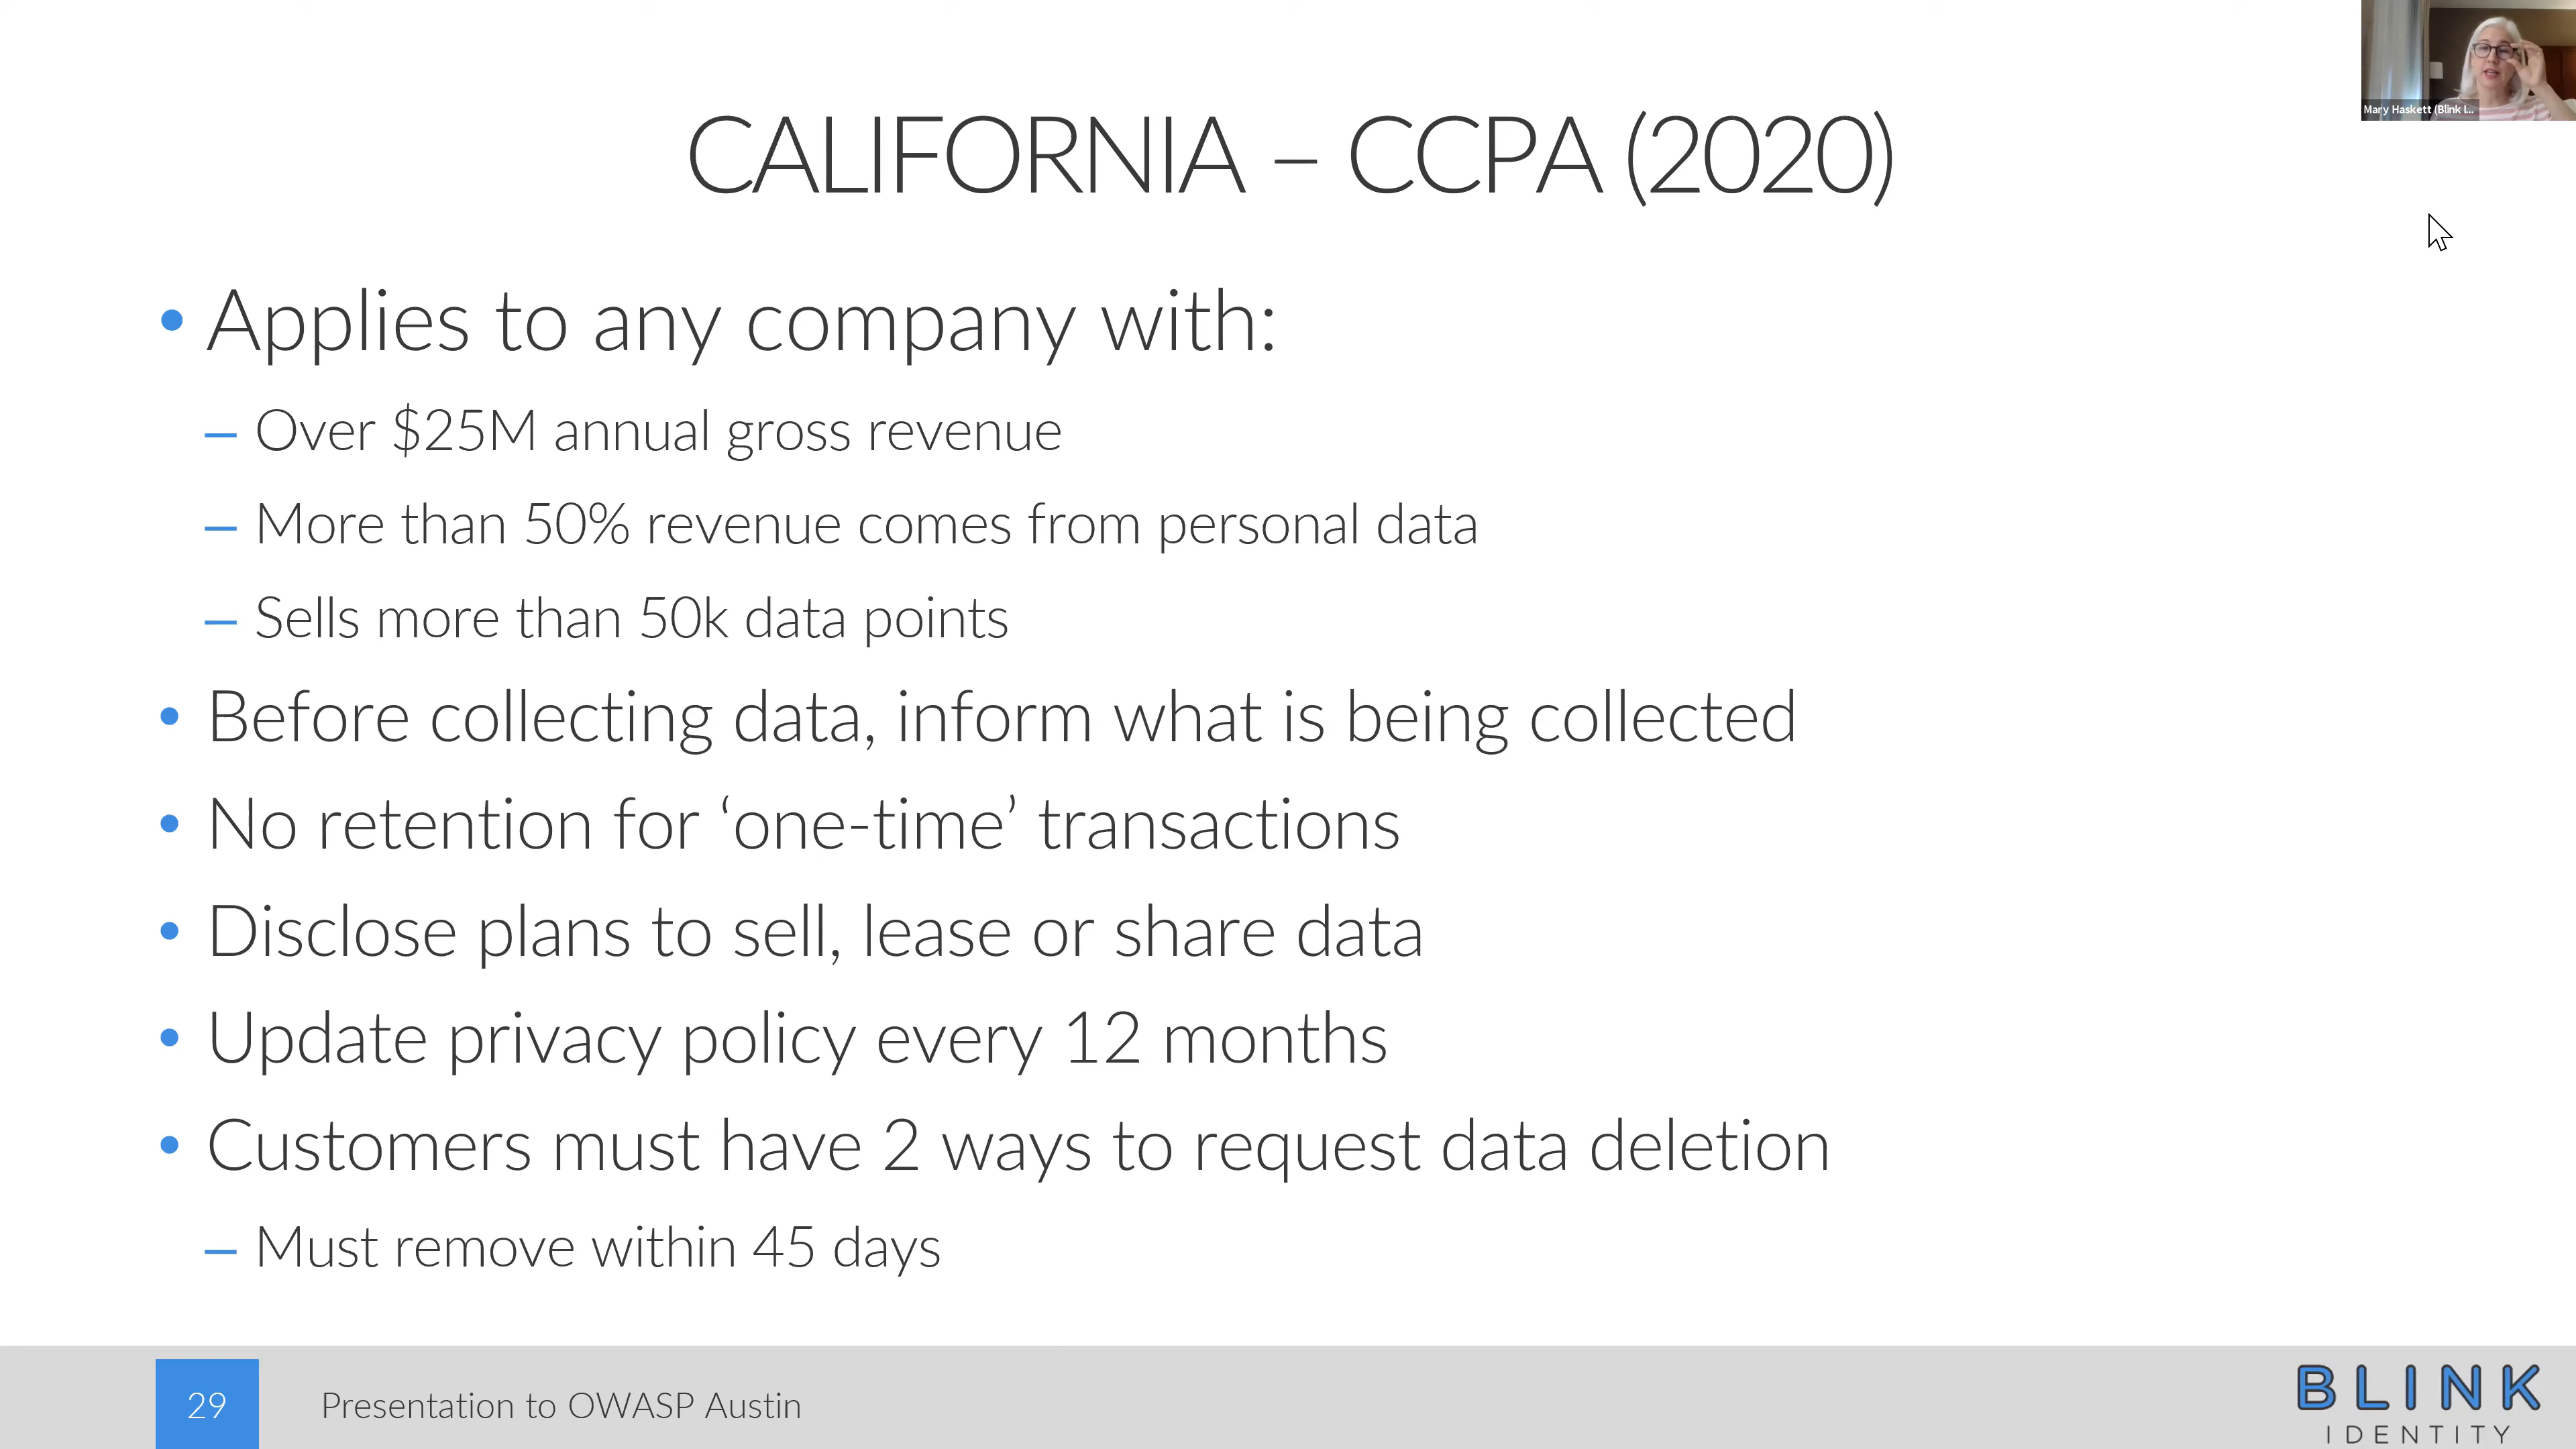 Mary Haskett (Blink I...
CALIFORNIA – CCPA (2020)
• Applies to any company with:
– Over $25M annual gross revenue
– More than 50% revenue comes from personal data
– Sells more than 50k data points
• Before collecting data, inform what is being collected
• No retention for ‘one-time’ transactions
• Disclose plans to sell, lease or share data
• Update privacy policy every 12 months
• Customers must have 2 ways to request data deletion
– Must remove within 45 days
29
Presentation to OWASP Austin
BLINK
IDENTITY